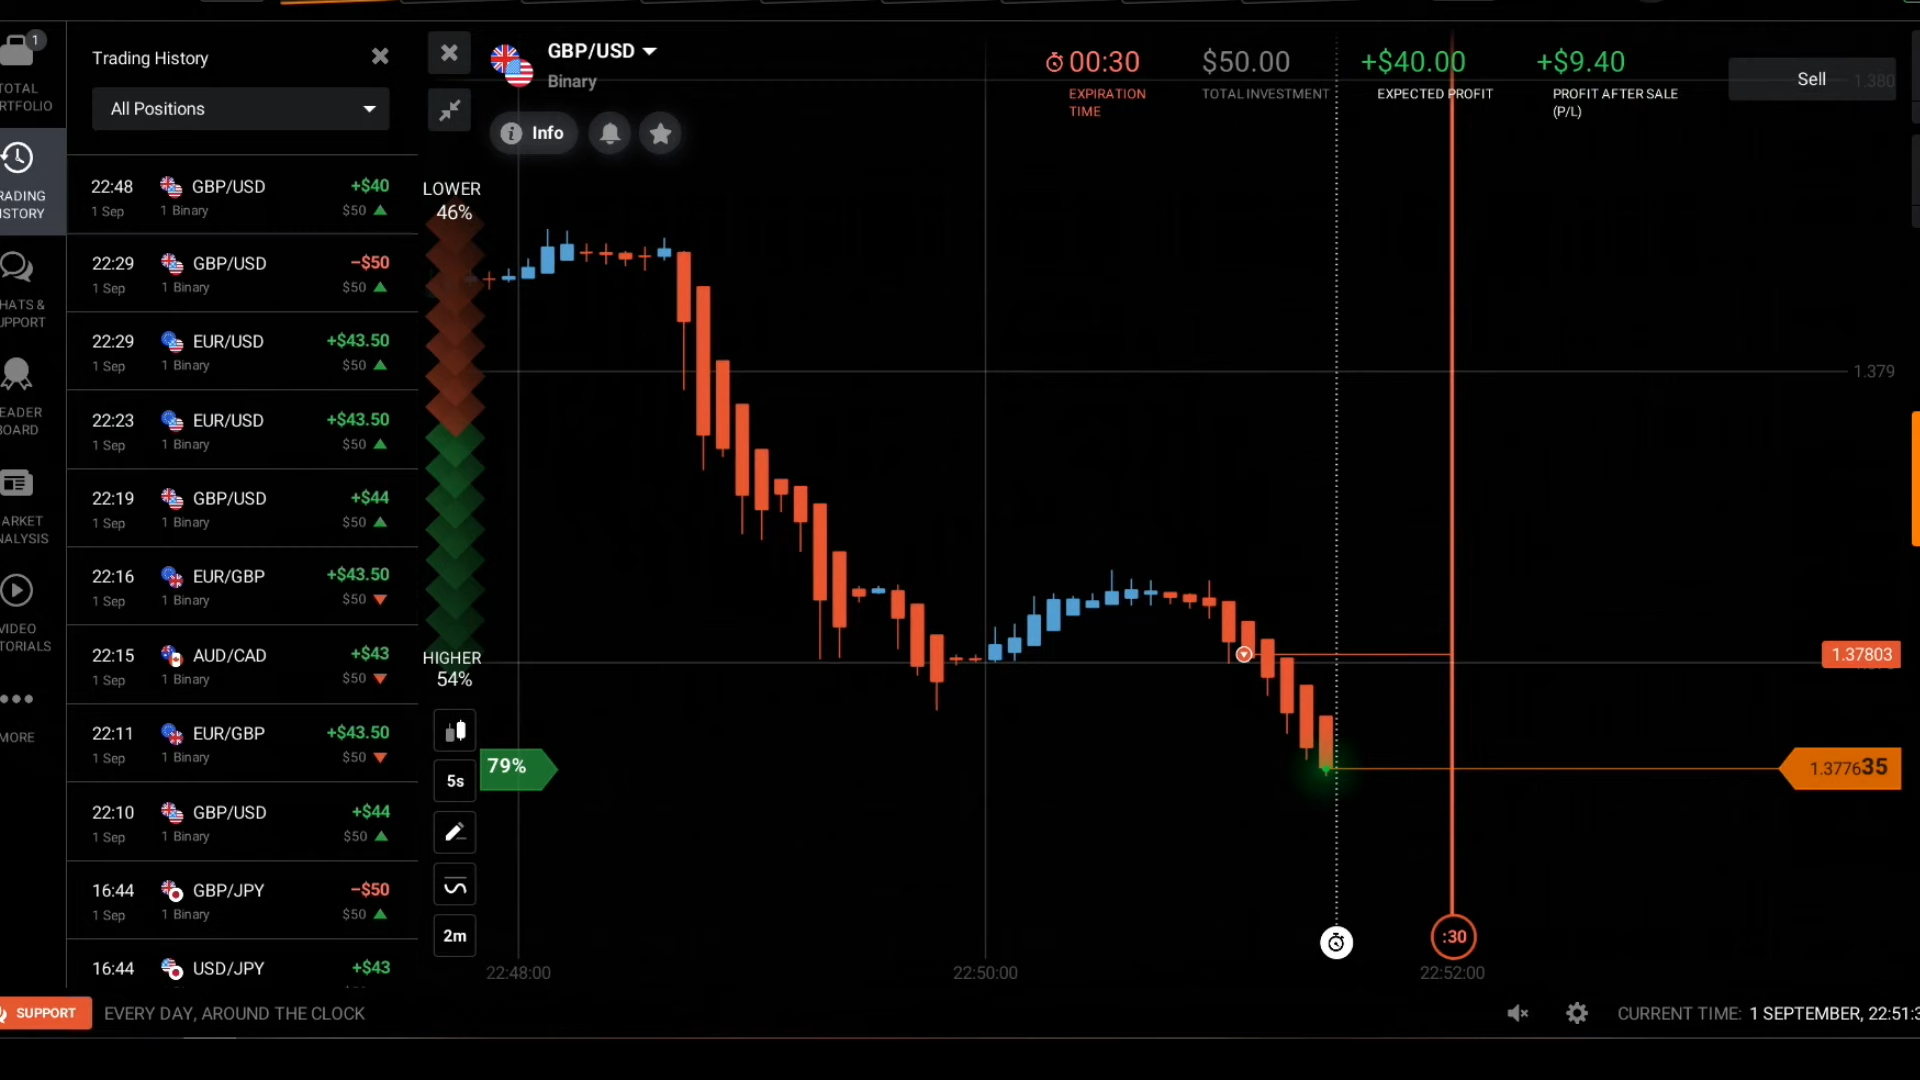 1
TOTAL
RTFOLIO
RADING
ISTORY
HATS &
UPPORT
EADER
BOARD
ARKET
NALYSIS
VIDEO
TORIALS
MORE
Trading History
All Positions
22:48 GBP/USD +$40
1 Sep 1 Binary $50
22:29 GBP/USD −$50
1 Sep 1 Binary $50
22:29 EUR/USD +$43.50
1 Sep 1 Binary $50
22:23 EUR/USD +$43.50
1 Sep 1 Binary $50
22:19 GBP/USD +$44
1 Sep 1 Binary $50
22:16 EUR/GBP +$43.50
1 Sep 1 Binary $50
22:15 AUD/CAD +$43
1 Sep 1 Binary $50
22:11 EUR/GBP +$43.50
1 Sep 1 Binary $50
22:10 GBP/USD +$44
1 Sep 1 Binary $50
16:44 GBP/JPY −$50
1 Sep 1 Binary $50
16:44 USD/JPY +$43
GBP/USD
Binary
Info
00:30
EXPIRATION
TIME
$50.00
TOTAL INVESTMENT
+$40.00
EXPECTED PROFIT
+$9.40
PROFIT AFTER SALE
(P/L)
Sell
1.380
LOWER
46%
HIGHER
54%
79%
5s
2m
1.379
1.37803
1.377635
:30
22:48:00
22:50:00
22:52:00
SUPPORT
EVERY DAY, AROUND THE CLOCK
CURRENT TIME: 1 SEPTEMBER, 22:51:3